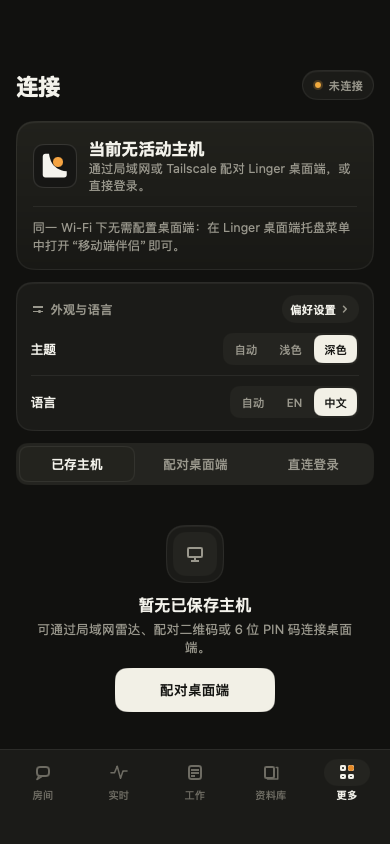 连接
未连接
当前无活动主机
通过局域网或 Tailscale 配对 Linger 桌面端，或
直接登录。
同一 Wi-Fi 下无需配置桌面端：在 Linger 桌面端托盘菜单
中打开 “移动端伴侣” 即可。
外观与语言
偏好设置
主题
自动 浅色 深色
语言
自动 EN 中文
已存主机 配对桌面端 直连登录
暂无已保存主机
可通过局域网雷达、配对二维码或 6 位 PIN 码连接桌面
端。
配对桌面端
房间 实时 工作 资料库 更多